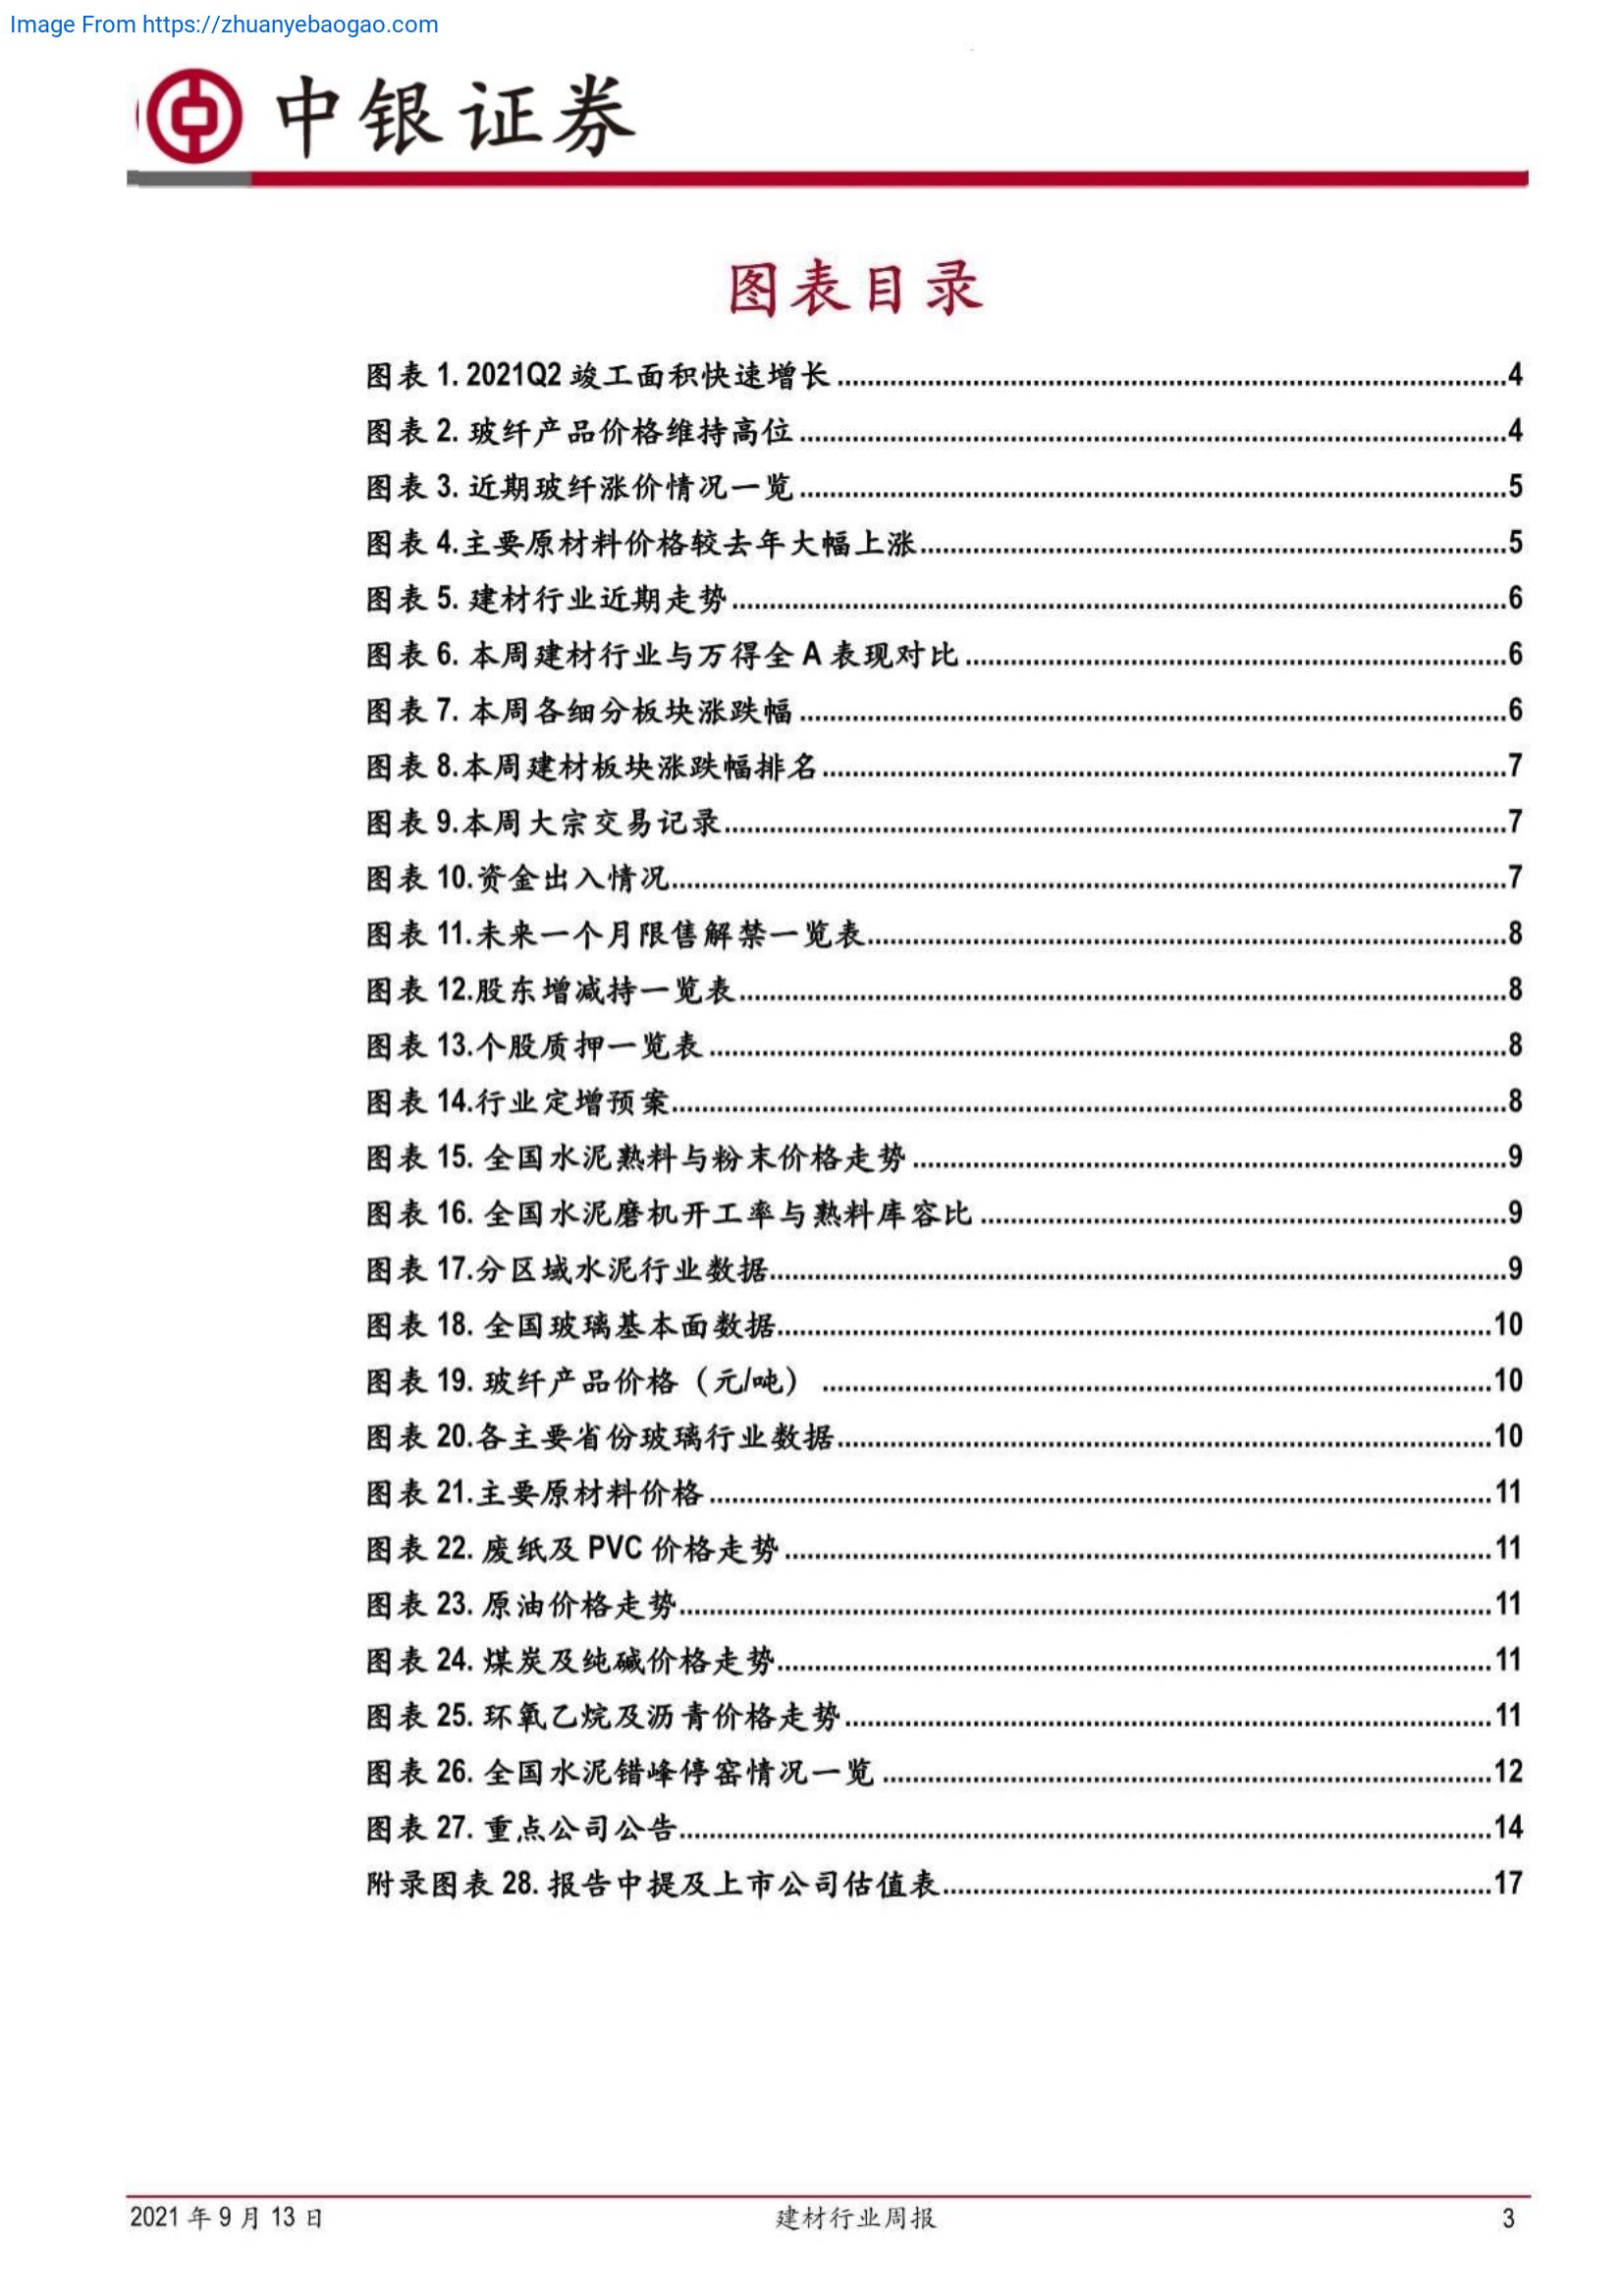 Image From https://zhuanyebaogao.com
中银证券
图表目录
图表 1. 2021Q2 竣工面积快速增长........4
图表 2. 玻纤产品价格维持高位........4
图表 3. 近期玻纤涨价情况一览........5
图表 4.主要原材料价格较去年大幅上涨........5
图表 5. 建材行业近期走势........6
图表 6. 本周建材行业与万得全 A 表现对比........6
图表 7. 本周各细分板块涨跌幅........6
图表 8.本周建材板块涨跌幅排名........7
图表 9.本周大宗交易记录........7
图表 10.资金出入情况........7
图表 11.未来一个月限售解禁一览表........8
图表 12.股东增减持一览表........8
图表 13.个股质押一览表........8
图表 14.行业定增预案........8
图表 15. 全国水泥熟料与粉末价格走势........9
图表 16. 全国水泥磨机开工率与熟料库容比........9
图表 17.分区域水泥行业数据........9
图表 18. 全国玻璃基本面数据........10
图表 19. 玻纤产品价格（元/吨）........10
图表 20.各主要省份玻璃行业数据........10
图表 21.主要原材料价格........11
图表 22. 废纸及 PVC 价格走势........11
图表 23. 原油价格走势........11
图表 24. 煤炭及纯碱价格走势........11
图表 25. 环氧乙烷及沥青价格走势........11
图表 26. 全国水泥错峰停窑情况一览........12
图表 27. 重点公司公告........14
附录图表 28. 报告中提及上市公司估值表........17
2021 年 9 月 13 日 建材行业周报 3